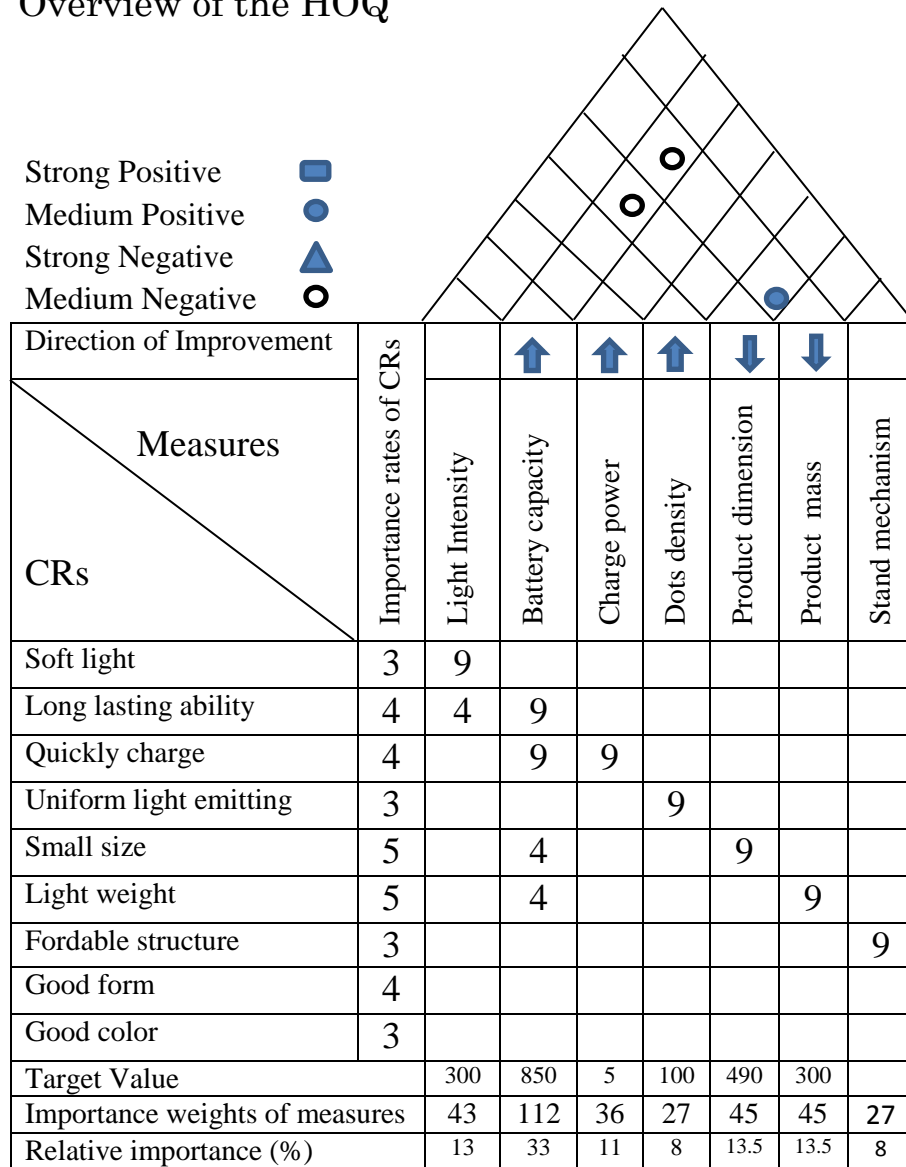 Overview of the HOQ
Strong Positive
Medium Positive
Strong Negative
Medium Negative
Direction of Improvement
Importance rates of CRs
Measures
CRs
Light Intensity
Battery capacity
Charge power
Dots density
Product dimension
Product mass
Stand mechanism
Soft light 3 9
Long lasting ability 4 4 9
Quickly charge 4 9 9
Uniform light emitting 3 9
Small size 5 4 9
Light weight 5 4 9
Fordable structure 3 9
Good form 4
Good color 3
Target Value 300 850 5 100 490 300
Importance weights of measures 43 112 36 27 45 45 27
Relative importance (%) 13 33 11 8 13.5 13.5 8